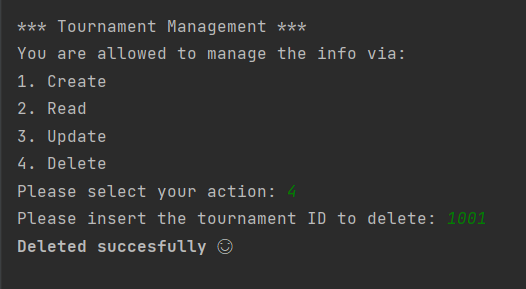 *** Tournament Management ***
You are allowed to manage the info via:
1. Create
2. Read
3. Update
4. Delete
Please select your action: 4
Please insert the tournament ID to delete: 1001
Deleted succesfully ☺